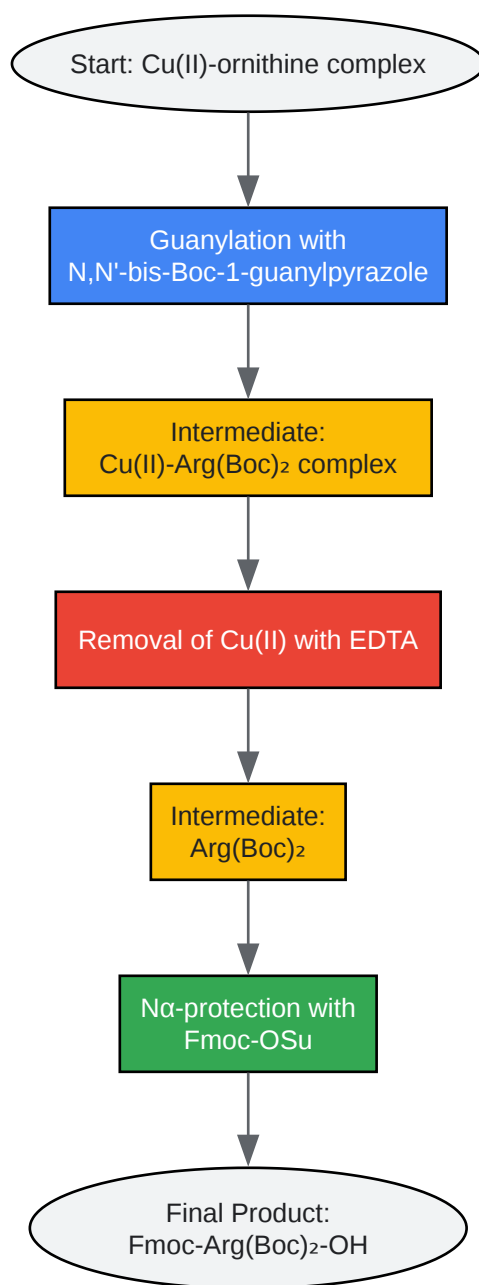 Start: Cu(II)-ornithine complex
Guanylation with
N,N'-bis-Boc-1-guanylpyrazole
Intermediate:
Cu(II)-Arg(Boc)₂ complex
Removal of Cu(II) with EDTA
Intermediate:
Arg(Boc)₂
Nα-protection with
Fmoc-OSu
Final Product:
Fmoc-Arg(Boc)₂-OH